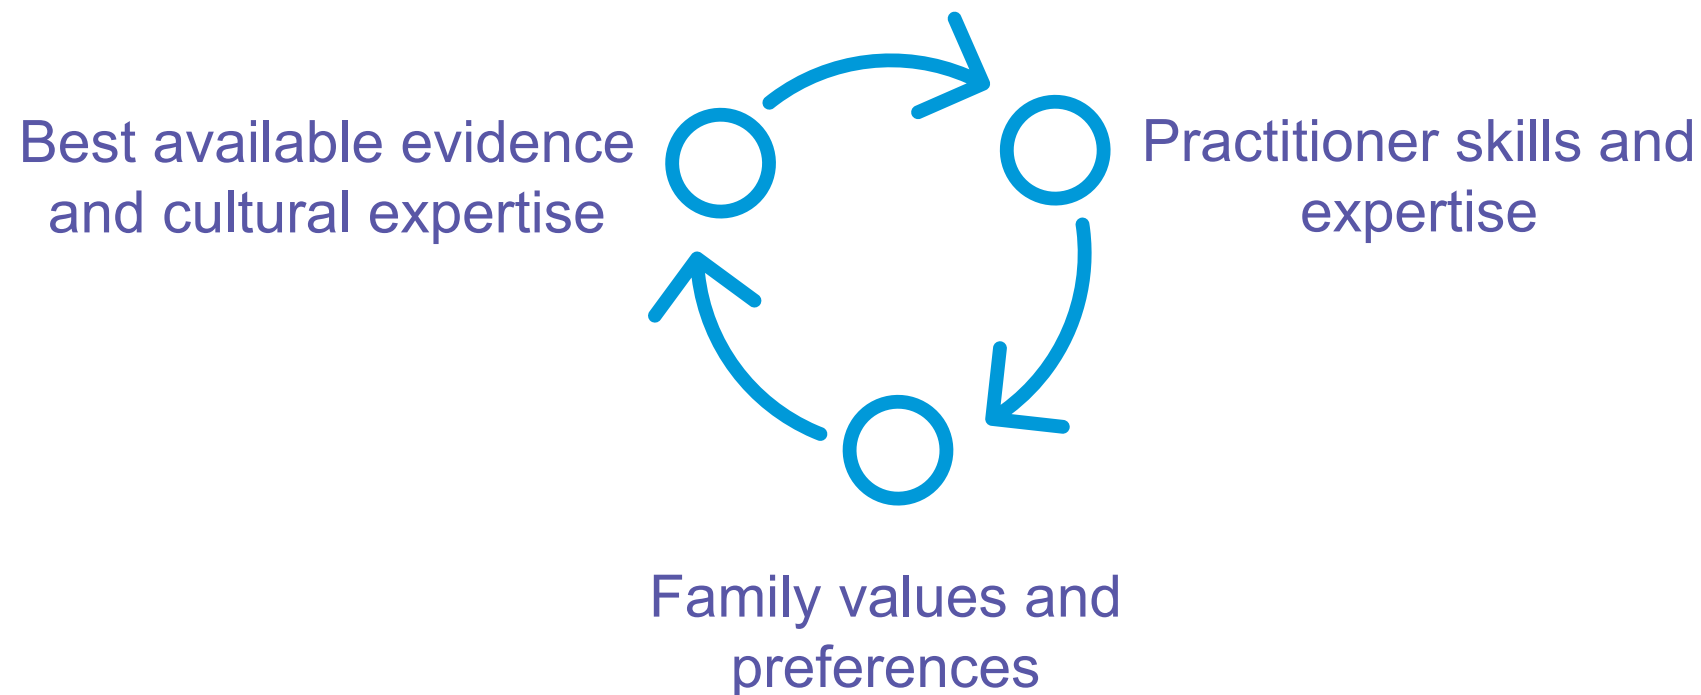 Best available evidence
and cultural expertise
Practitioner skills and
expertise
Family values and
preferences